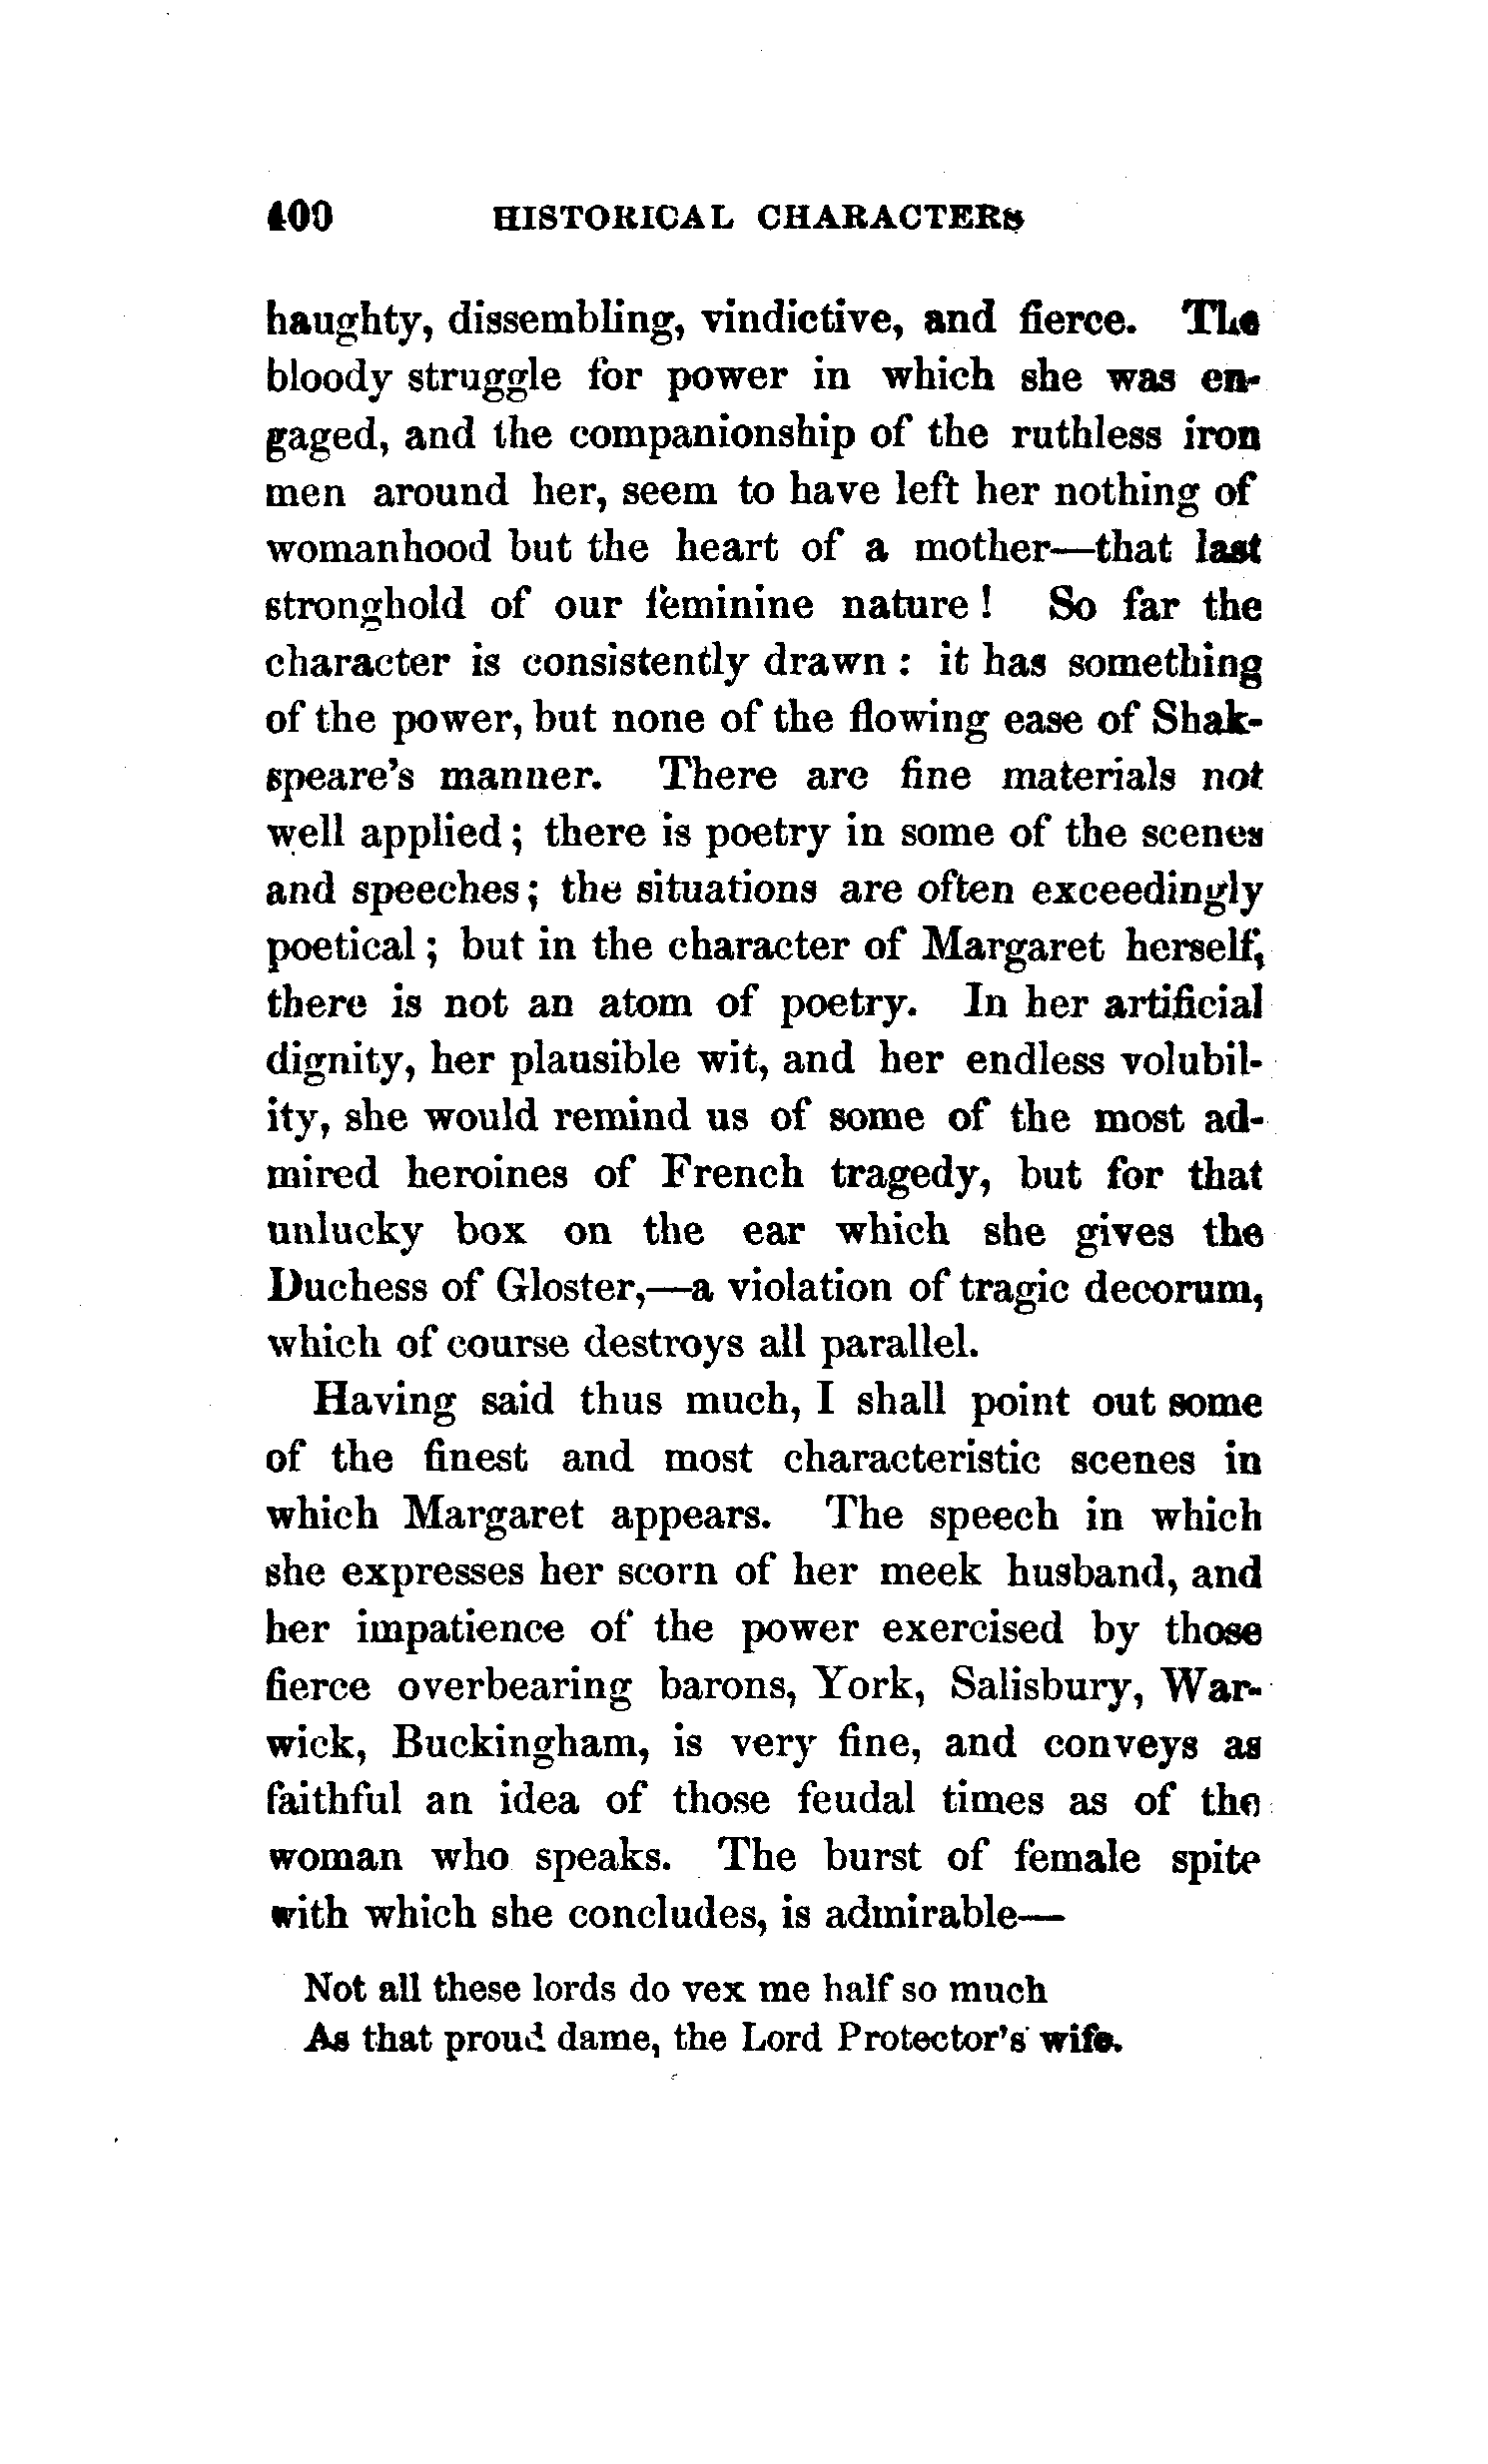 400 HISTORICAL CHARACTERS
haughty, dissembling, vindictive, and fierce. The
bloody struggle for power in which she was en-
gaged, and the companionship of the ruthless iron
men around her, seem to have left her nothing of
womanhood but the heart of a mother—that last
stronghold of our feminine nature! So far the
character is consistently drawn: it has something
of the power, but none of the flowing ease of Shak-
speare's manner. There are fine materials not
well applied; there is poetry in some of the scenes
and speeches; the situations are often exceedingly
poetical; but in the character of Margaret herself,
there is not an atom of poetry. In her artificial
dignity, her plausible wit, and her endless volubil-
ity, she would remind us of some of the most ad-
mired heroines of French tragedy, but for that
unlucky box on the ear which she gives the
Duchess of Gloster,—a violation of tragic decorum,
which of course destroys all parallel.
Having said thus much, I shall point out some
of the finest and most characteristic scenes in
which Margaret appears. The speech in which
she expresses her scorn of her meek husband, and
her impatience of the power exercised by those
fierce overbearing barons, York, Salisbury, War-
wick, Buckingham, is very fine, and conveys as
faithful an idea of those feudal times as of the
woman who speaks. The burst of female spite
with which she concludes, is admirable—
Not all these lords do vex me half so much
As that proud dame, the Lord Protector's wife.